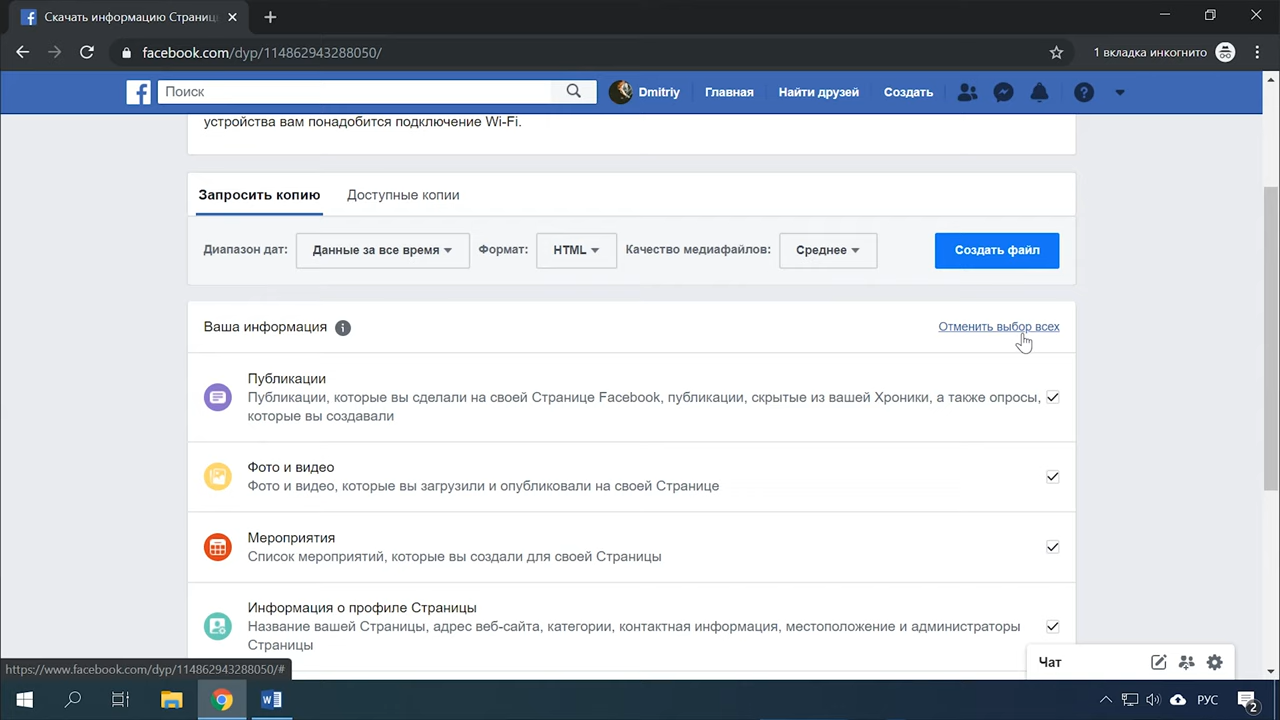 Скачать информацию Страниц
facebook.com/dyp/114862943288050/
1 вкладка инкогнито
Поиск
Dmitriy
Главная
Найти друзей
Создать
устройства вам понадобится подключение Wi-Fi.
Запросить копию
Доступные копии
Диапазон дат:
Данные за все время
Формат:
HTML
Качество медиафайлов:
Среднее
Создать файл
Ваша информация
Отменить выбор всех
Публикации
Публикации, которые вы сделали на своей Странице Facebook, публикации, скрытые из вашей Хроники, а также опросы,
которые вы создавали
Фото и видео
Фото и видео, которые вы загрузили и опубликовали на своей Странице
Мероприятия
Список мероприятий, которые вы создали для своей Страницы
Информация о профиле Страницы
Название вашей Страницы, адрес веб-сайта, категории, контактная информация, местоположение и администраторы
Страницы
Чат
https://www.facebook.com/dyp/114862943288050/#
РУС
2